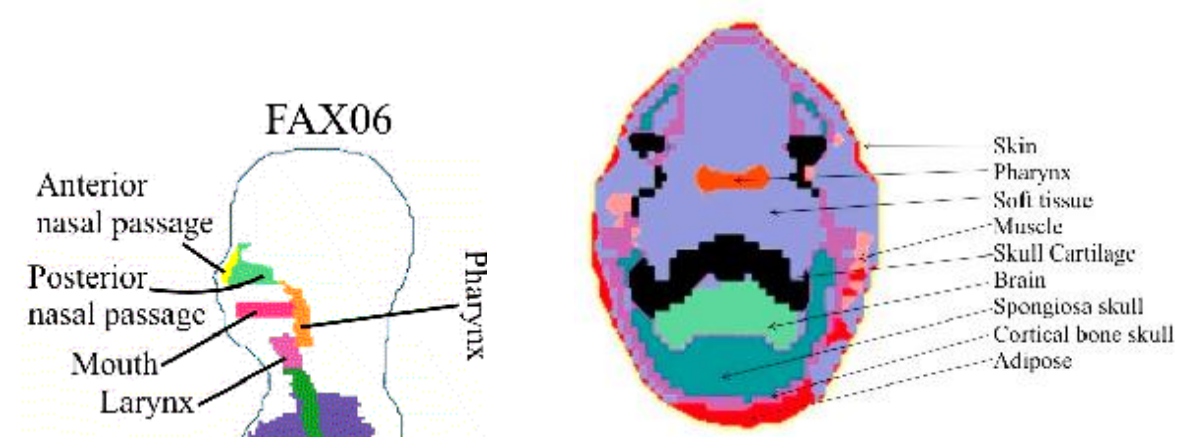 FAX06
Anterior
nasal passage
Posterior
nasal passage
Mouth
Larynx
Pharynx
Skin
Pharynx
Soft tissue
Muscle
Skull Cartilage
Brain
Spongiosa skull
Cortical bone skull
Adipose